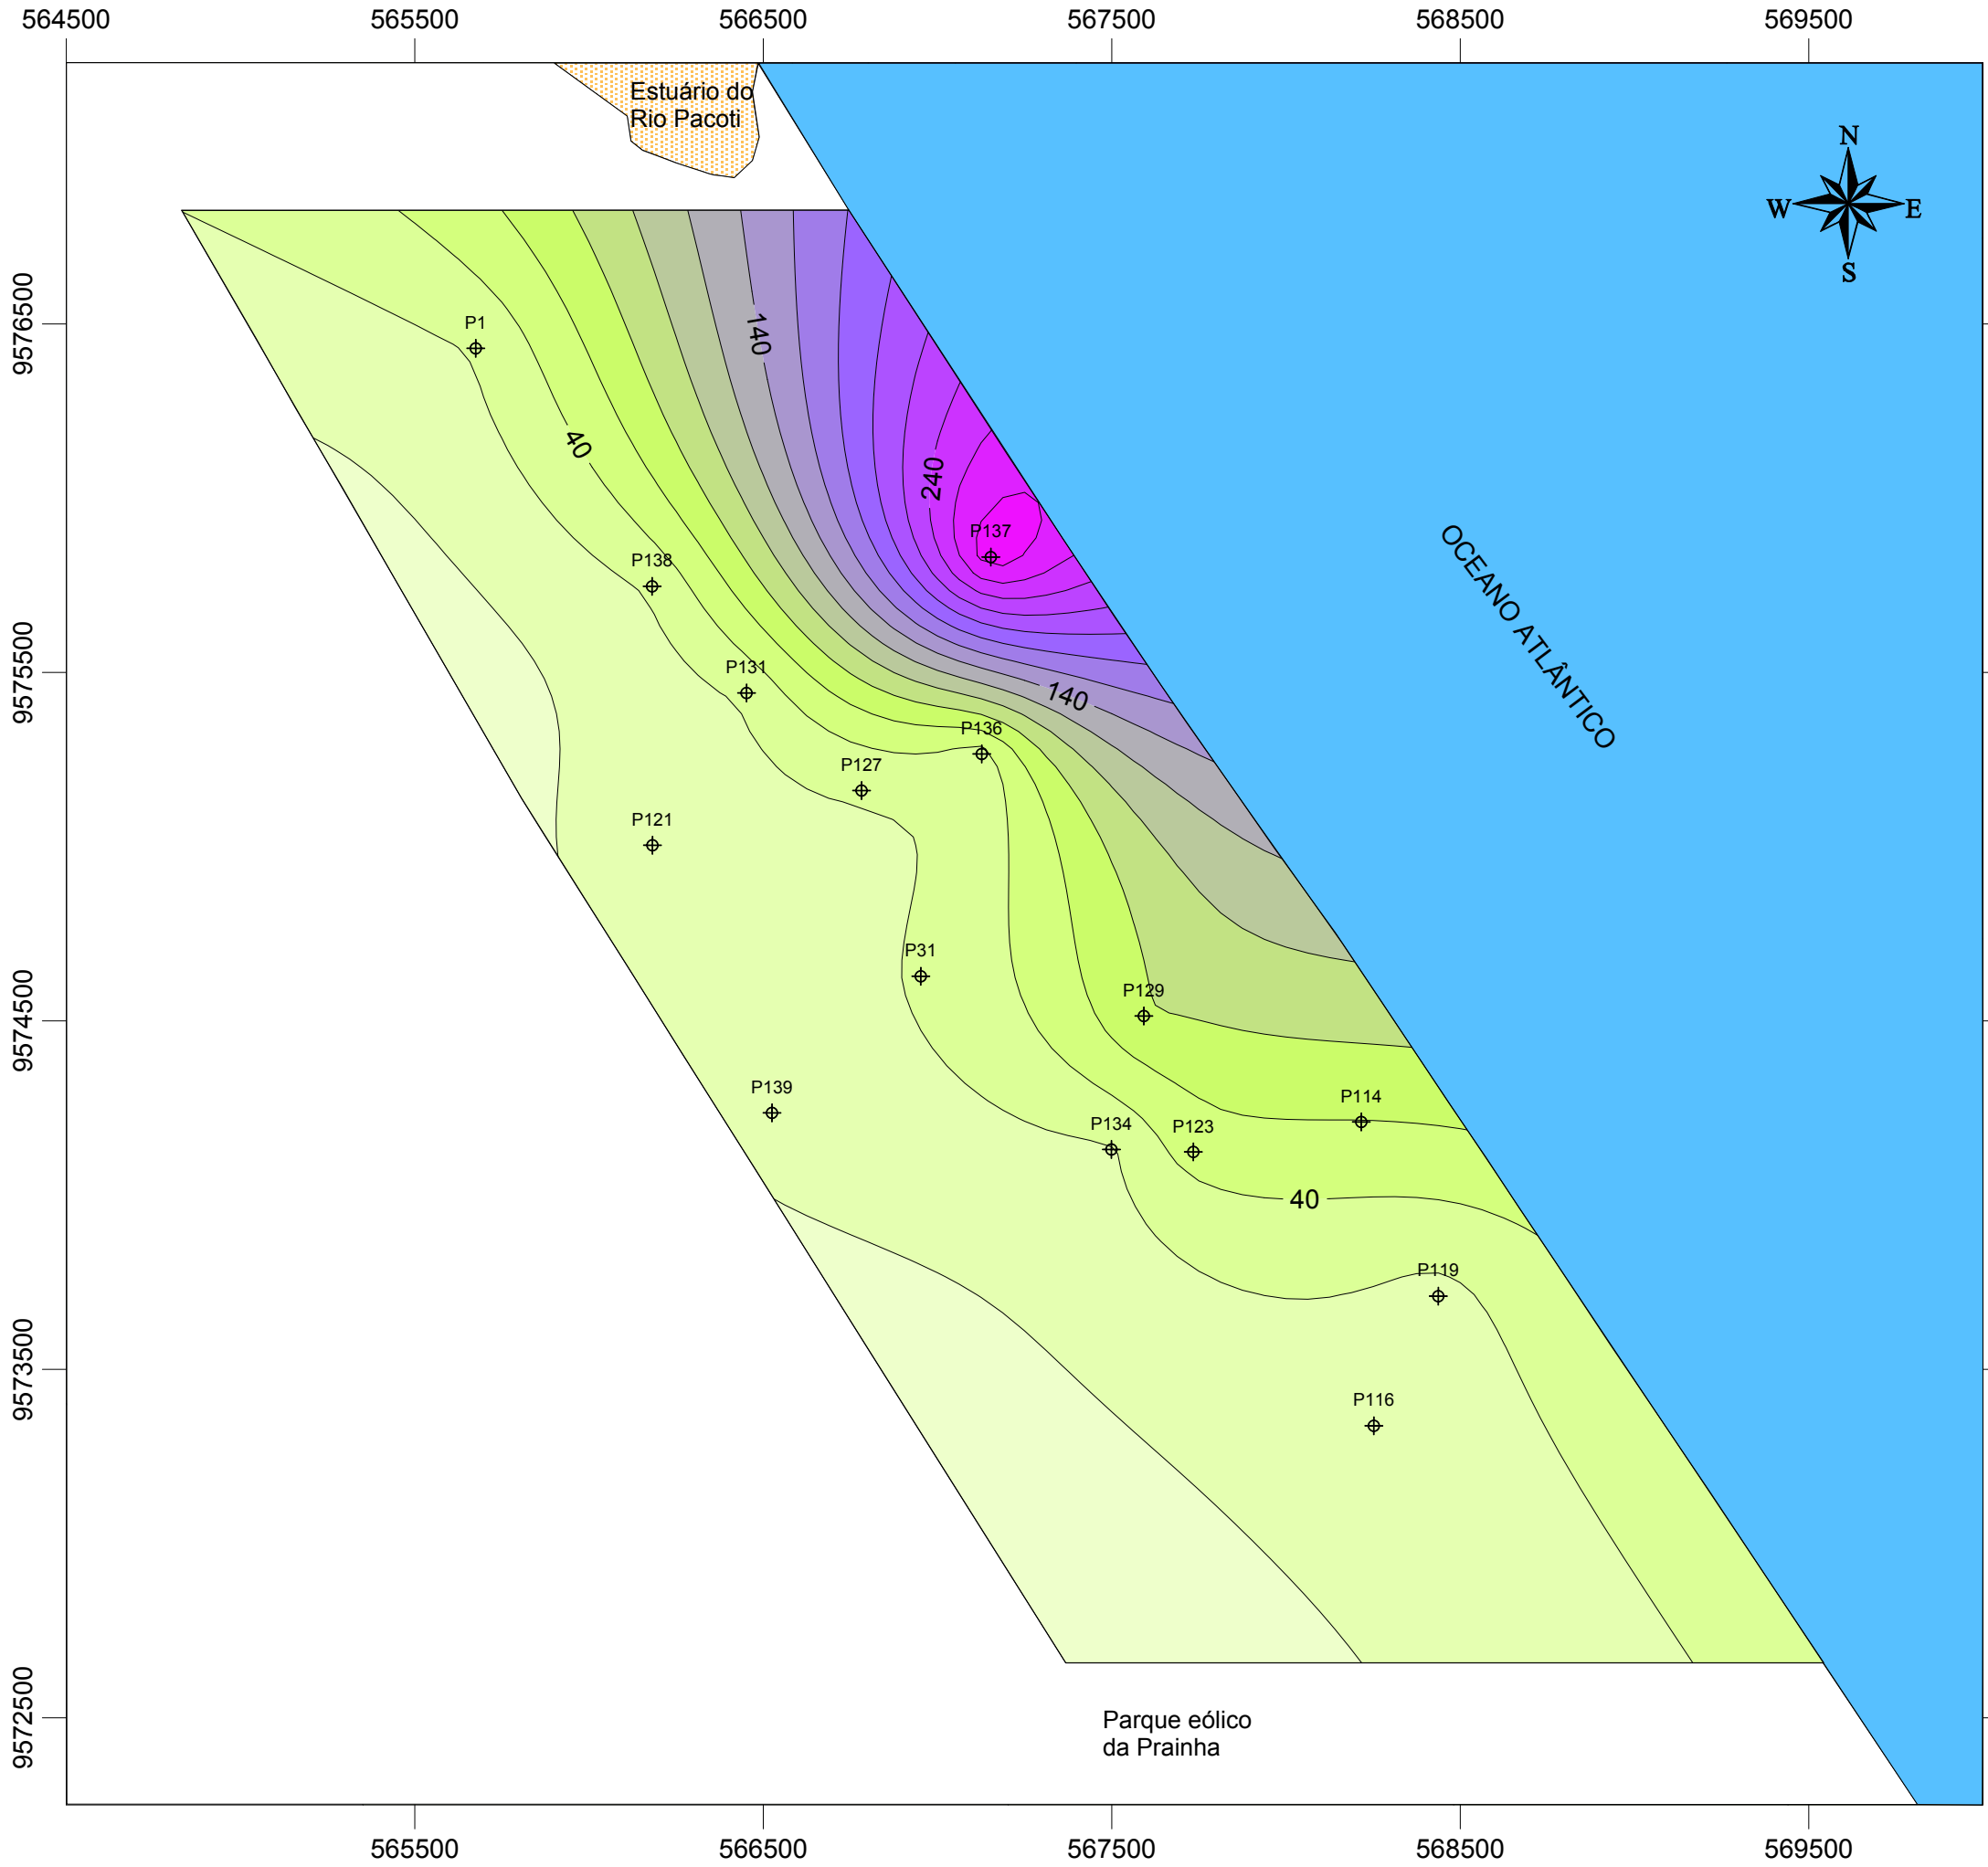 564500
565500
566500
567500
568500
569500
Estuário do
Rio Pacoti
N
W
E
S
9576500
P1
140
40
240
P137
P138
OCEANO ATLÂNTICO
9575500
P131
140
P136
P127
P121
P31
9574500
P129
P139
P114
P134
P123
40
P119
9573500
P116
9572500
Parque eólico
da Prainha
565500
566500
567500
568500
569500